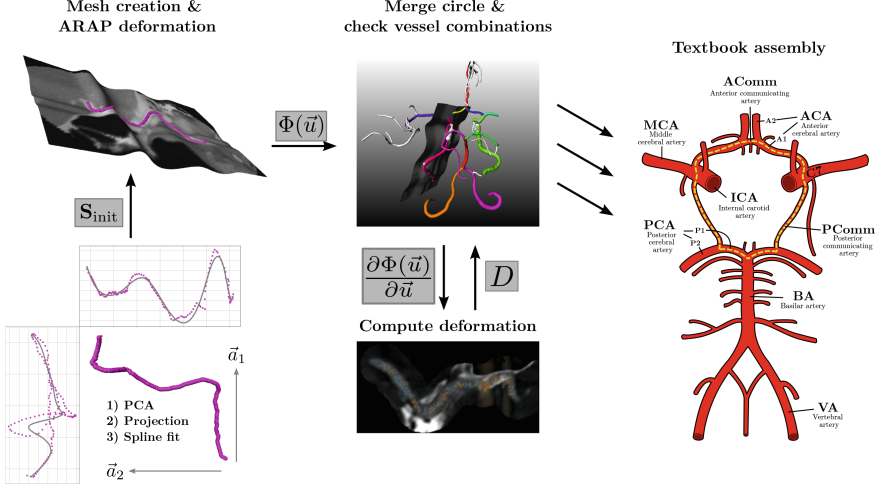 Mesh creation &
ARAP deformation
S_init
a⃗₁
1) PCA
2) Projection
3) Spline fit
a⃗₂
Φ(u⃗)
Merge circle &
check vessel combinations
∂Φ(u⃗)
∂u⃗
D
Compute deformation
Textbook assembly
AComm
Anterior communicating
artery
A2
ACA
Anterior
cerebral artery
A1
MCA
Middle
cerebral artery
CT
ICA
Internal carotid
artery
PCA
Posterior
cerebral
artery
P1
P2
PComm
Posterior
communicating
artery
BA
Basilar artery
VA
Vertebral
artery